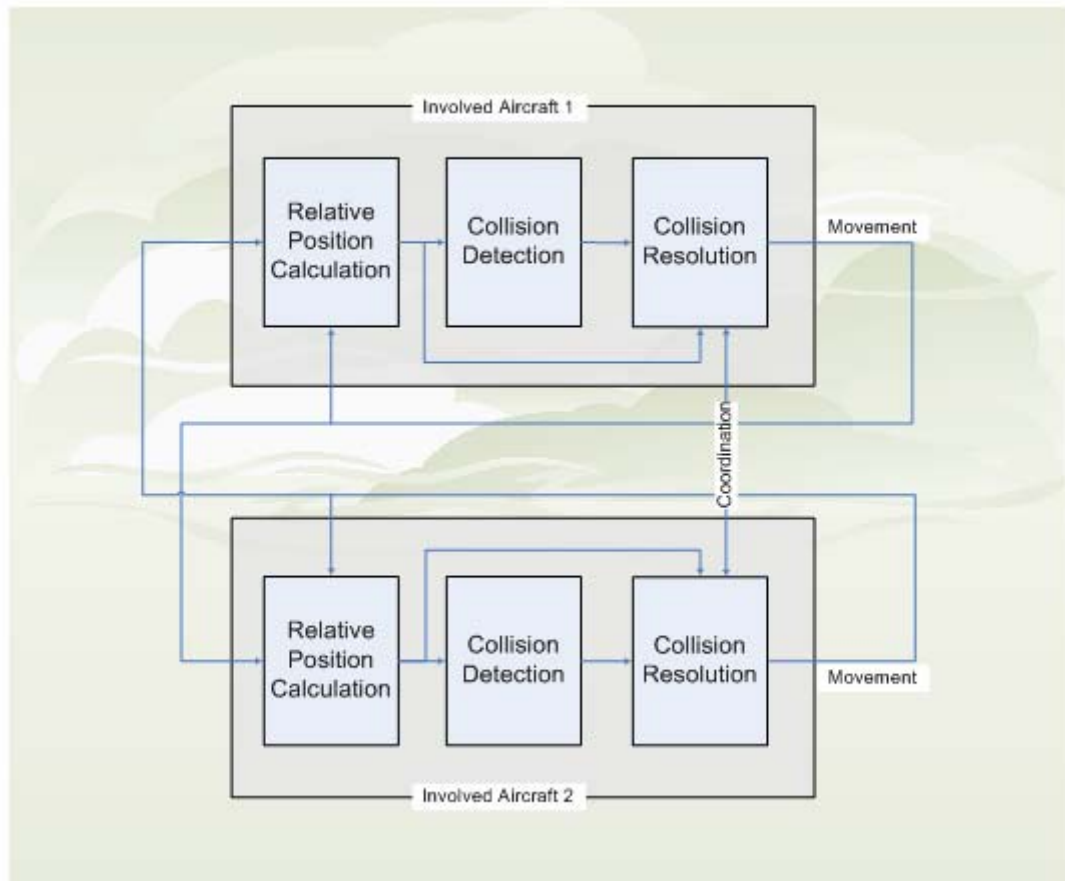 Involved Aircraft 1
Relative
Position
Calculation
Collision
Detection
Collision
Resolution
Movement
Coordination
Relative
Position
Calculation
Collision
Detection
Collision
Resolution
Movement
Involved Aircraft 2